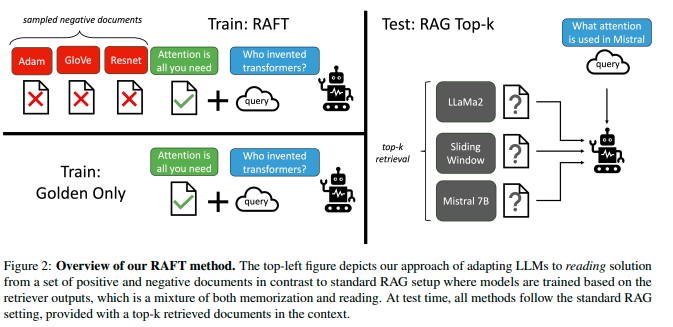 sampled negative documents
Train: RAFT
Adam
GloVe
Resnet
Attention is
all you need
Who invented
transformers?
query
Train:
Golden Only
Attention is
all you need
Who invented
transformers?
query
Test: RAG Top-k
What attention
is used in Mistral
query
top-k
retrieval
LLaMa2
?
Sliding
Window
?
Mistral 7B
?
Figure 2: Overview of our RAFT method. The top-left figure depicts our approach of adapting LLMs to reading solution
from a set of positive and negative documents in contrast to standard RAG setup where models are trained based on the
retriever outputs, which is a mixture of both memorization and reading. At test time, all methods follow the standard RAG
setting, provided with a top-k retrieved documents in the context.